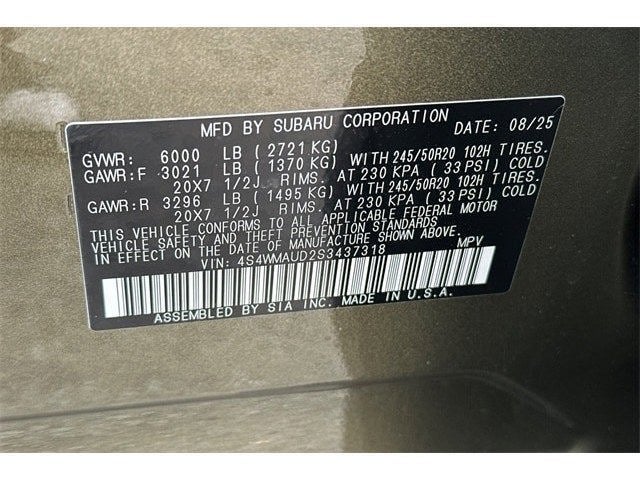 MFD BY SUBARU CORPORATION DATE: 08/25
GVWR: 6000 LB ( 2721 KG)
GAWR:F 3021 LB ( 1370 KG) WITH 245/50R20 102H TIRES.
20X7 1/2J RIMS. AT 230 KPA ( 33 PSI) COLD
GAWR:R 3296 LB ( 1495 KG) WITH 245/50R20 102H TIRES.
20X7 1/2J RIMS. AT 230 KPA ( 33 PSI) COLD
THIS VEHICLE CONFORMS TO ALL APPLICABLE FEDERAL MOTOR
VEHICLE SAFETY AND THEFT PREVENTION STANDARDS
IN EFFECT ON THE DATE OF MANUFACTURE SHOWN ABOVE.
VIN: 4S4WMAUD2S3437318 MPV
ASSEMBLED BY SIA INC. MADE IN U.S.A.